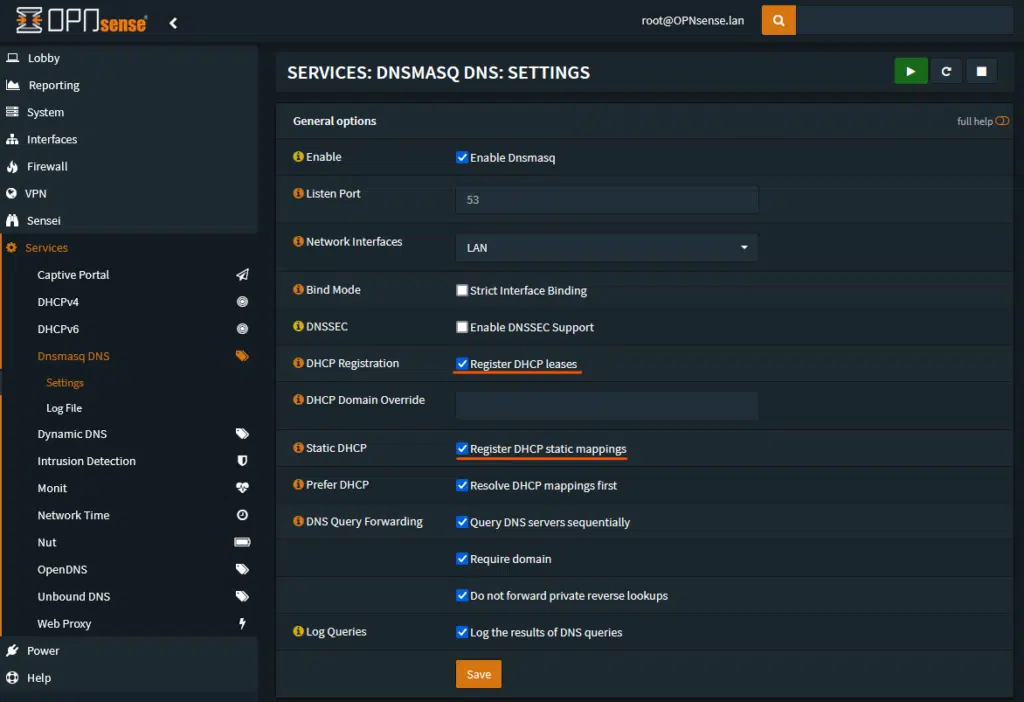 OPNsense
root@OPNsense.lan
Lobby
Reporting
System
Interfaces
Firewall
VPN
Sensei
Services
Captive Portal
DHCPv4
DHCPv6
Dnsmasq DNS
Settings
Log File
Dynamic DNS
Intrusion Detection
Monit
Network Time
Nut
OpenDNS
Unbound DNS
Web Proxy
Power
Help
SERVICES: DNSMASQ DNS: SETTINGS
General options
full help
Enable
Enable Dnsmasq
Listen Port
53
Network Interfaces
LAN
Bind Mode
Strict Interface Binding
DNSSEC
Enable DNSSEC Support
DHCP Registration
Register DHCP leases
DHCP Domain Override
Static DHCP
Register DHCP static mappings
Prefer DHCP
Resolve DHCP mappings first
DNS Query Forwarding
Query DNS servers sequentially
Require domain
Do not forward private reverse lookups
Log Queries
Log the results of DNS queries
Save